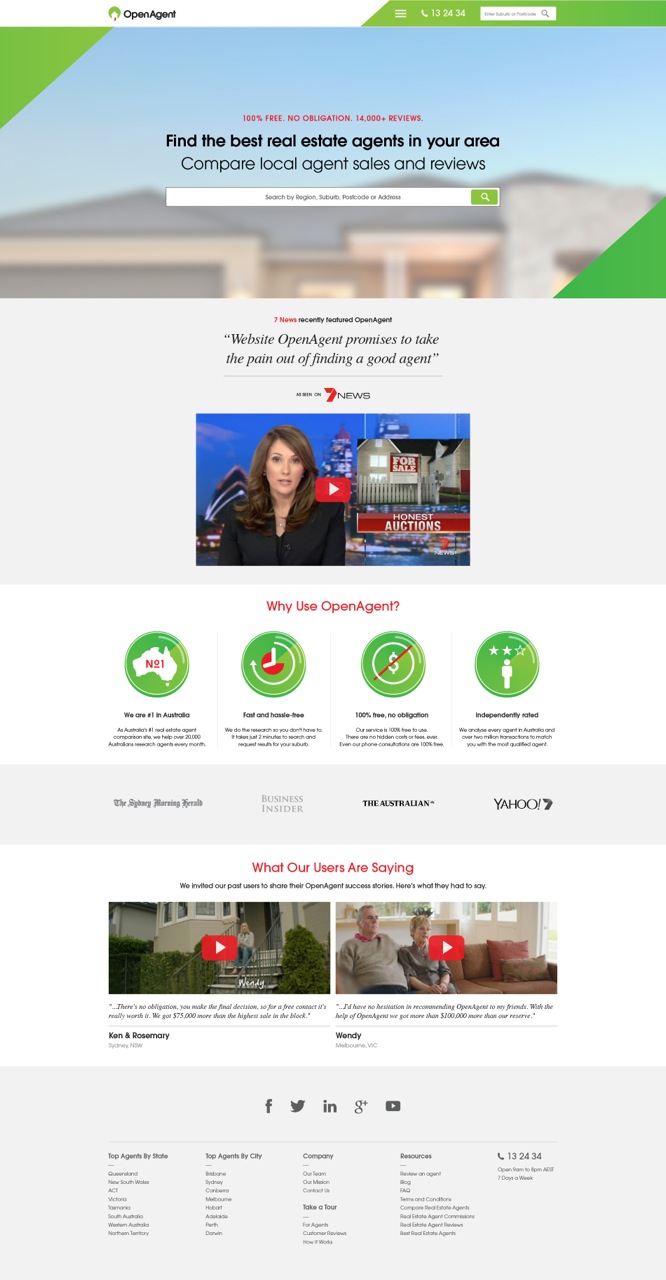 OpenAgent
13 24 34
Enter Suburb or Postcode
100% FREE. NO OBLIGATION. 14,000+ REVIEWS.
Find the best real estate agents in your area
Compare local agent sales and reviews
Search by Region, Suburb, Postcode or Address
7 News recently featured OpenAgent
“Website OpenAgent promises to take
the pain out of finding a good agent”
AS SEEN ON 7NEWS
FOR
SALE
HONEST
AUCTIONS
7
NEWS
Why Use OpenAgent?
Nº1
$
We are #1 in Australia
As Australia's #1 real estate agent
comparison site, we help over 20,000
Australians research agents every month.
Fast and hassle-free
We do the research so you don't have to.
It takes just 2 minutes to search and
request results for your suburb.
100% free, no obligation
Our service is 100% free to use.
There are no hidden costs or fees, ever.
Even our phone consultations are 100% free.
Independently rated
We analyse every agent in Australia and
over two million transactions to match
you with the most qualified agent.
The Sydney Morning Herald
BUSINESS
INSIDER
THE AUSTRALIAN
YAHOO!7
What Our Users Are Saying
We invited our past users to share their OpenAgent success stories. Here's what they had to say.
Wendy
"...There's no obligation, you make the final decision, so for a free contact it's
really worth it. We got $75,000 more than the highest sale in the block."
Ken & Rosemary
Sydney, NSW
"...I'd have no hesitation in recommending OpenAgent to my friends. With the
help of OpenAgent we got more than $100,000 more than our reserve."
Wendy
Melbourne, VIC
Top Agents By State
Queensland
New South Wales
ACT
Victoria
Tasmania
South Australia
Western Australia
Northern Territory
Top Agents By City
Brisbane
Sydney
Canberra
Melbourne
Hobart
Adelaide
Perth
Darwin
Company
Our Team
Our Mission
Contact Us
Take a Tour
For Agents
Customer Reviews
How it Works
Resources
Review an agent
Blog
FAQ
Terms and Conditions
Compare Real Estate Agents
Real Estate Agent Commissions
Real Estate Agent Reviews
Best Real Estate Agents
13 24 34
Open 9am to 8pm AEST
7 Days a Week